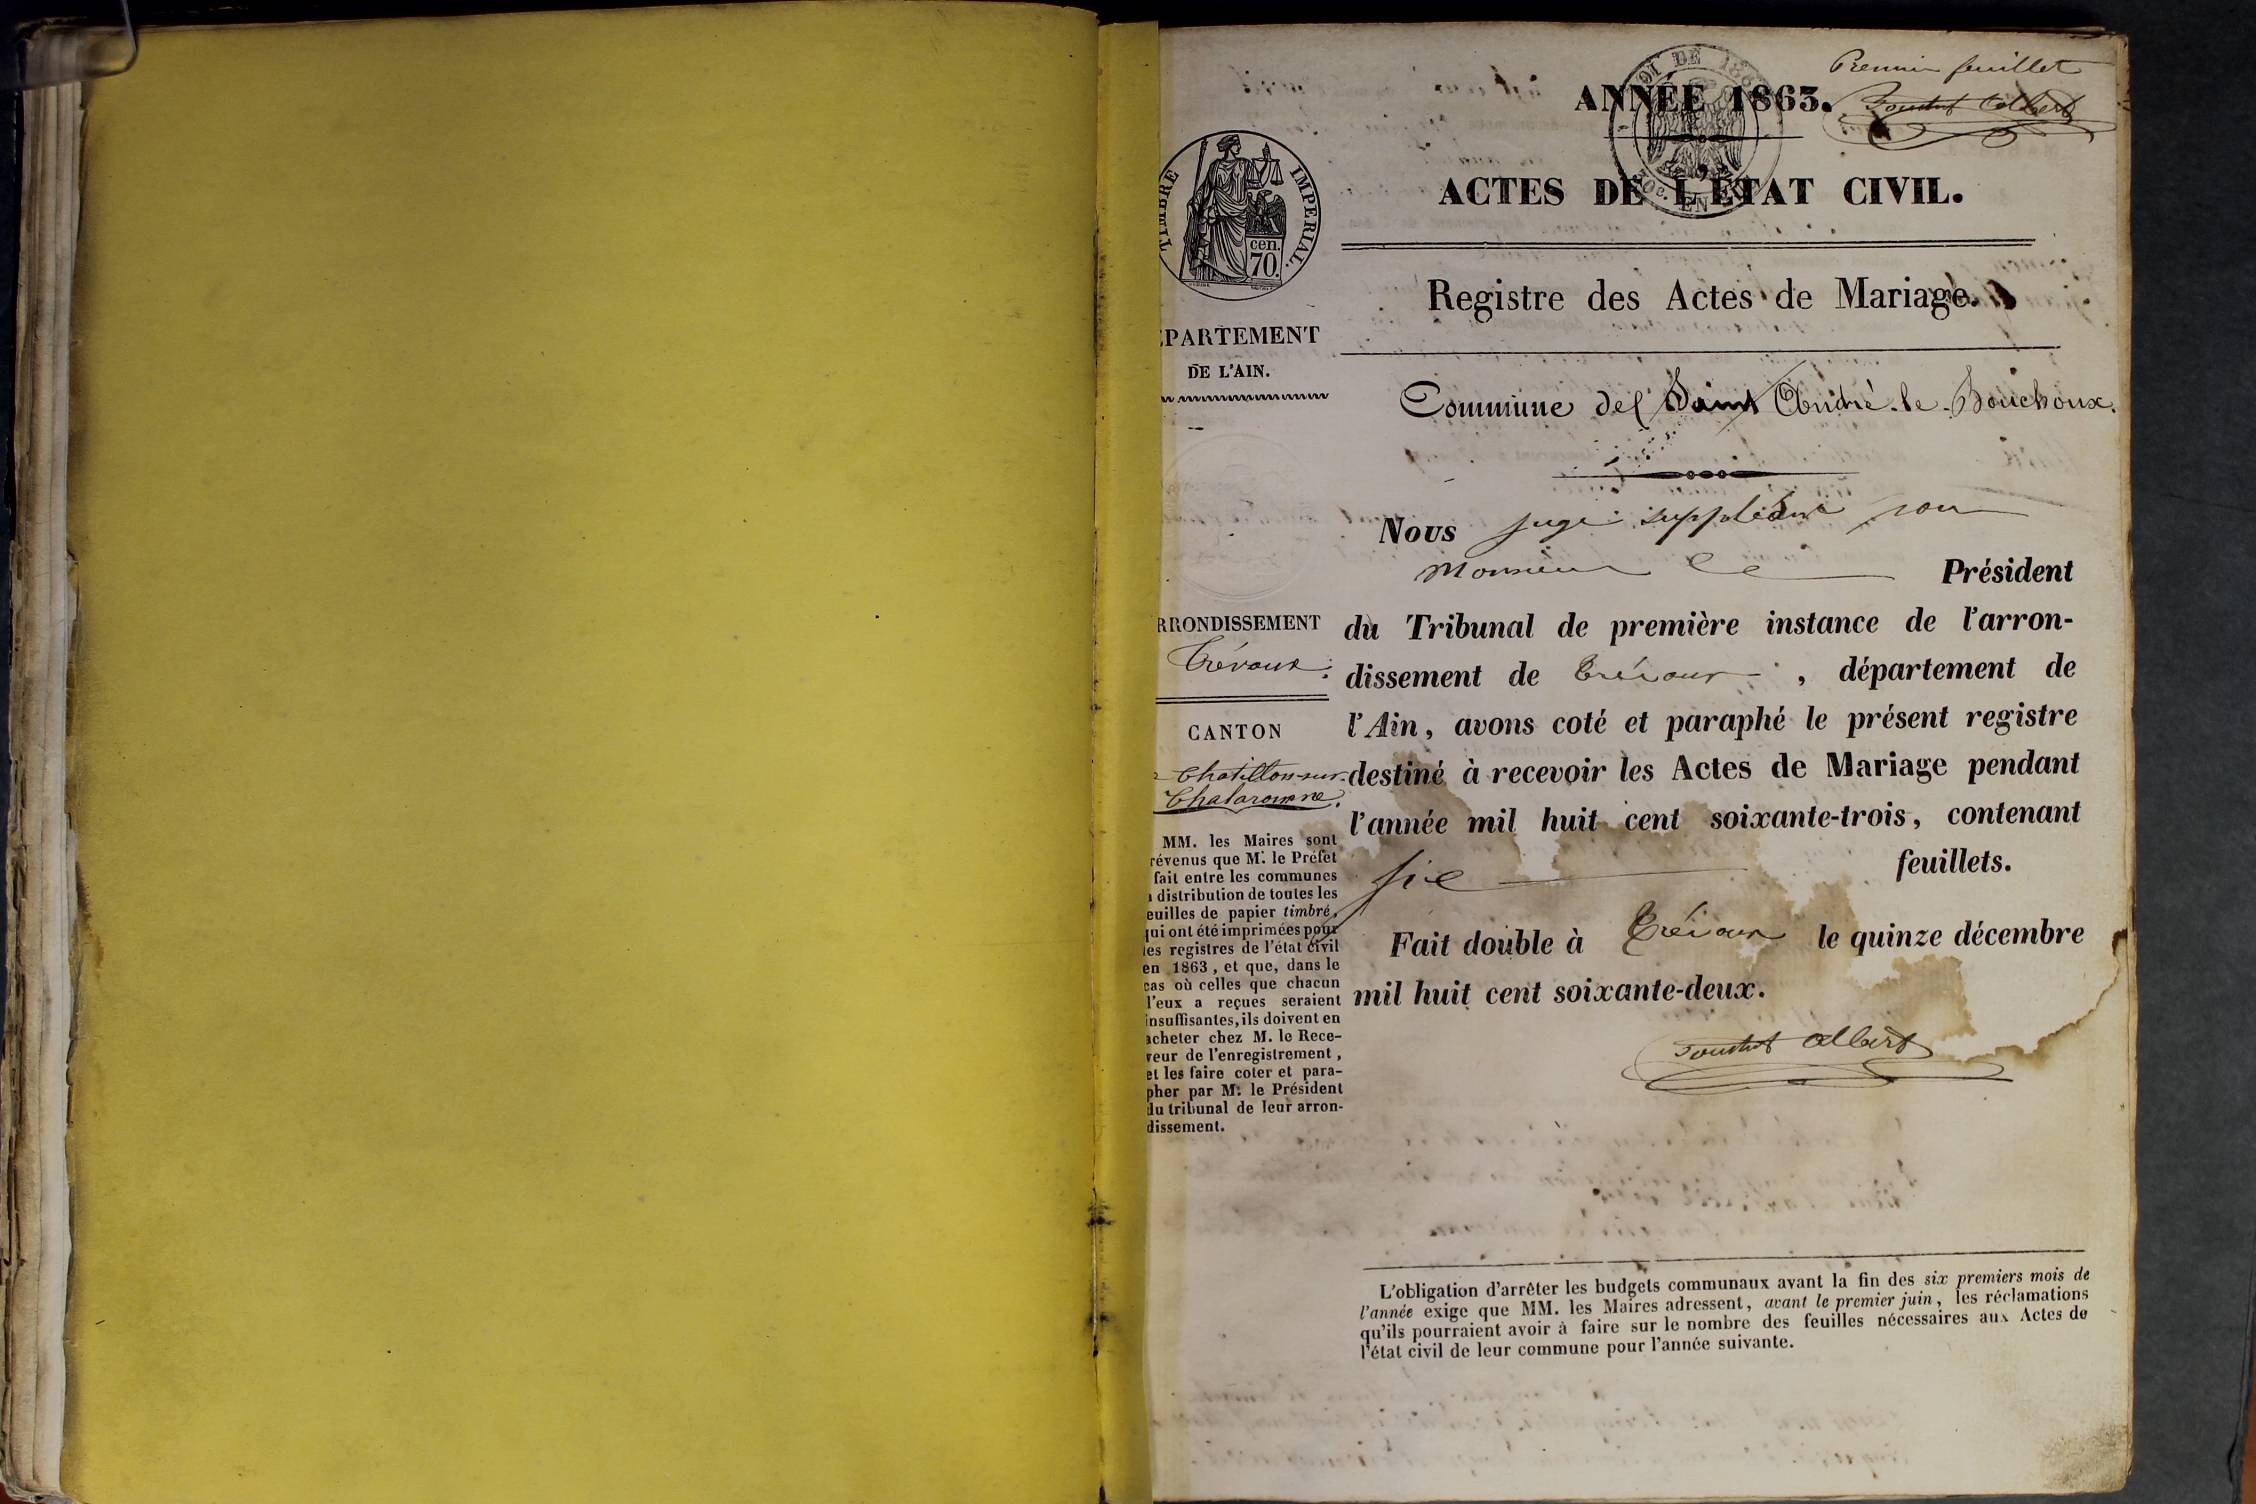 Premier feuillet
LOI DE 186
ANNÉE 1863.
ACTES DE L'ÉTAT CIVIL.
EN
TIMBRE IMPERIAL.
cen.
70.
Registre des Actes de Mariage.
ÉPARTEMENT
DE L'AIN.
Commune de Saint André-le-Bouchoux.
Nous juge suppléant pour
Monsieur le Président
du Tribunal de première instance de l'arron-
dissement de Trévoux, département de
l'Ain, avons coté et paraphé le présent registre
destiné à recevoir les Actes de Mariage pendant
l'année mil huit cent soixante-trois, contenant
six feuillets.
Fait double à Trévoux le quinze décembre
mil huit cent soixante-deux.
Albert
RRONDISSEMENT
Trévoux.
CANTON
Chatillon-sur-
Chalaronne.
MM. les Maires sont
révenus que M. le Préfet
fait entre les communes
a distribution de toutes les
euilles de papier timbré,
qui ont été imprimées pour
les registres de l'état civil
en 1863, et que, dans le
cas où celles que chacun
d'eux a reçues seraient
insuffisantes, ils doivent en
acheter chez M. le Rece-
veur de l'enregistrement,
et les faire coter et para-
pher par M. le Président
du tribunal de leur arron-
dissement.
L'obligation d'arrêter les budgets communaux avant la fin des six premiers mois de
l'année exige que MM. les Maires adressent, avant le premier juin, les réclamations
qu'ils pourraient avoir à faire sur le nombre des feuilles nécessaires aux Actes de
l'état civil de leur commune pour l'année suivante.